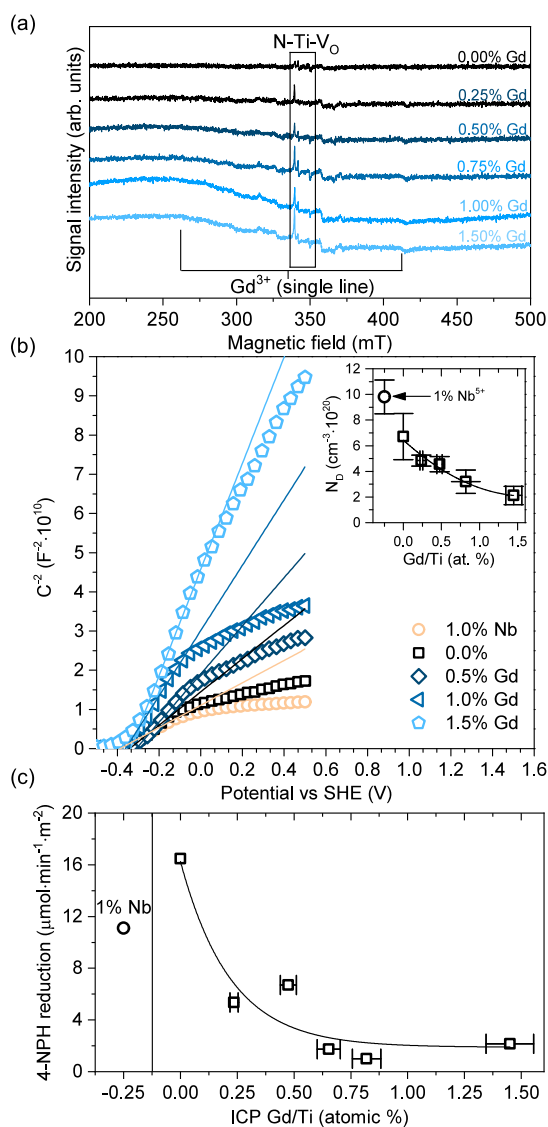 (a)
N-Ti-VO
0,00% Gd
0.25% Gd
0.50% Gd
0.75% Gd
1.00% Gd
1.50% Gd
Signal intensity (arb. units)
Gd3+ (single line)
200 250 300 350 400 450 500
Magnetic field (mT)
(b)
10
9
8
7
6
5
4
3
2
1
0
C-2 (F-2·1010)
-0.4 -0.2 0.0 0.2 0.4 0.6 0.8 1.0 1.2 1.4 1.6
Potential vs SHE (V)
12
10
8
6
4
2
0
ND (cm-3·1020)
1% Nb5+
0.0 0.5 1.0 1.5
Gd/Ti (at. %)
1.0% Nb
0.0%
0.5% Gd
1.0% Gd
1.5% Gd
(c)
20
16
12
8
4
0
4-NPH reduction (μmol·min-1·m-2)
1% Nb
-0.25 0.00 0.25 0.50 0.75 1.00 1.25 1.50
ICP Gd/Ti (atomic %)